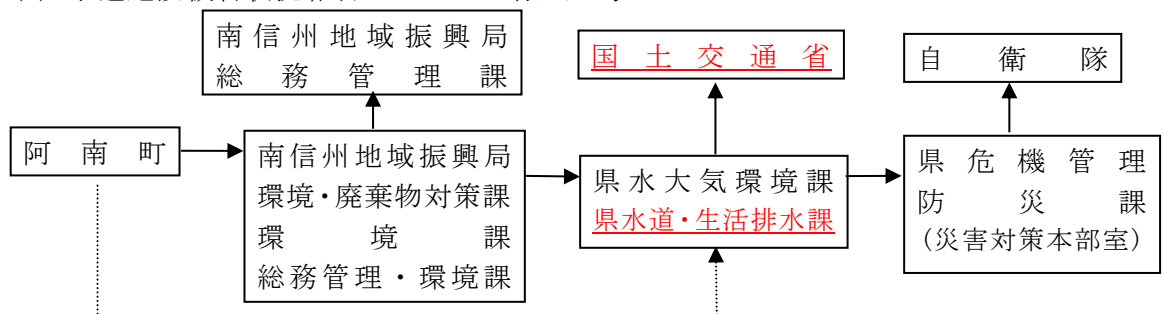 南信州地域振興局
総務管理課
国土交通省
自衛隊
阿南町
南信州地域振興局
環境・廃棄物対策課
環境課
総務管理・環境課
県水大気環境課
県水道・生活排水課
県危機管理
防災課
（災害対策本部室）